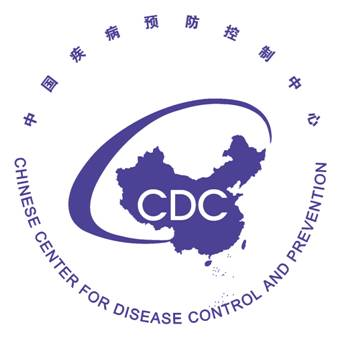 中国疾病预防控制中心
CDC
CHINESE CENTER FOR DISEASE CONTROL AND PREVENTION